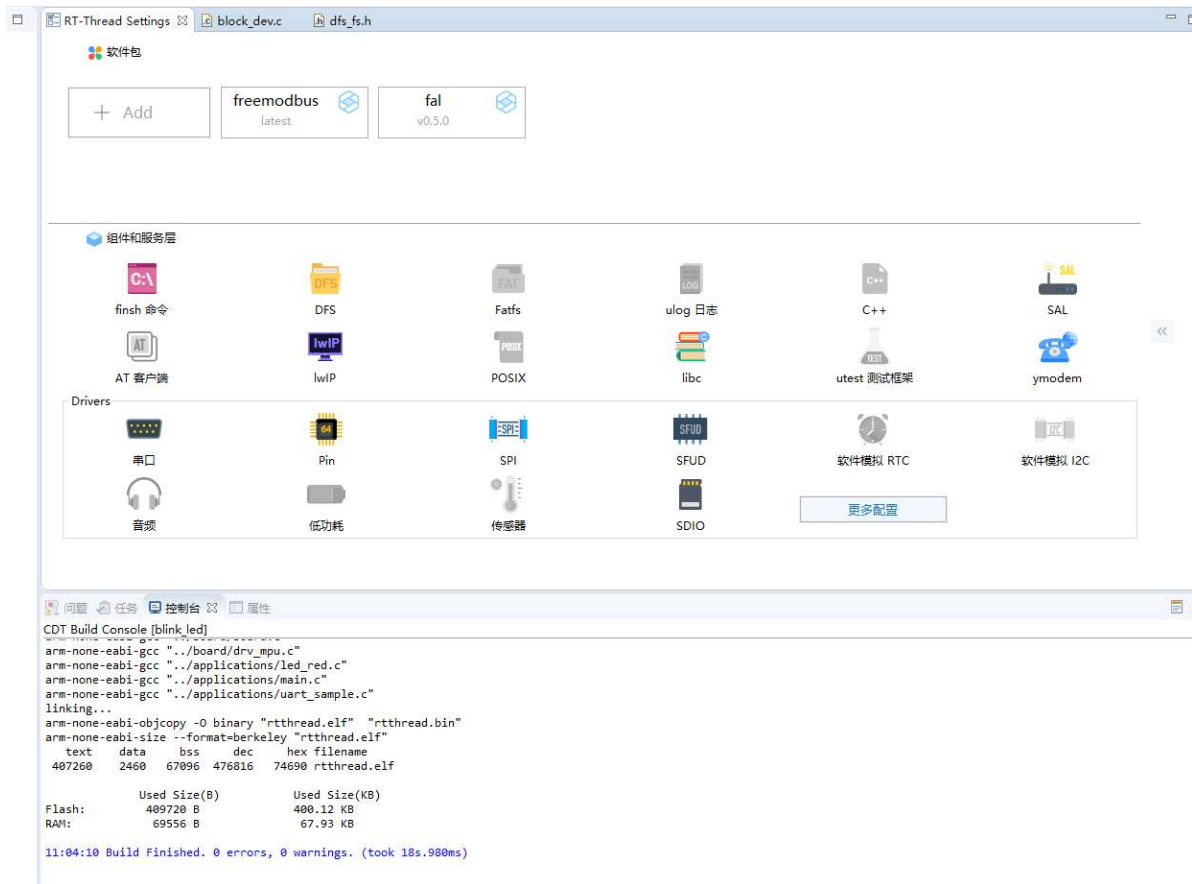 RT-Thread Settings block_dev.c dfs_fs.h
软件包
Add
freemodbus
latest
fal
v0.5.0
组件和服务层
C:\ DFS FAT LOG C++ SAL
finsh 命令 DFS Fatfs ulog 日志 C++ SAL
AT lwIP POSIX C TEST
AT 客户端 lwIP POSIX libc utest 测试框架 ymodem
Drivers
64 SPI SFUD I2C
串口 Pin SPI SFUD 软件模拟 RTC 软件模拟 I2C
音频 低功耗 传感器 SDIO
更多配置
问题 任务 控制台 属性
CDT Build Console [blink_led]
arm-none-eabi-gcc "../board/drv_mpu.c"
arm-none-eabi-gcc "../applications/led_red.c"
arm-none-eabi-gcc "../applications/main.c"
arm-none-eabi-gcc "../applications/uart_sample.c"
linking...
arm-none-eabi-objcopy -O binary "rtthread.elf" "rtthread.bin"
arm-none-eabi-size --format=berkeley "rtthread.elf"
text data bss dec hex filename
407260 2460 67096 476816 74690 rtthread.elf
Used Size(B) Used Size(KB)
Flash: 409720 B 400.12 KB
RAM: 69556 B 67.93 KB
11:04:10 Build Finished. 0 errors, 0 warnings. (took 18s.980ms)